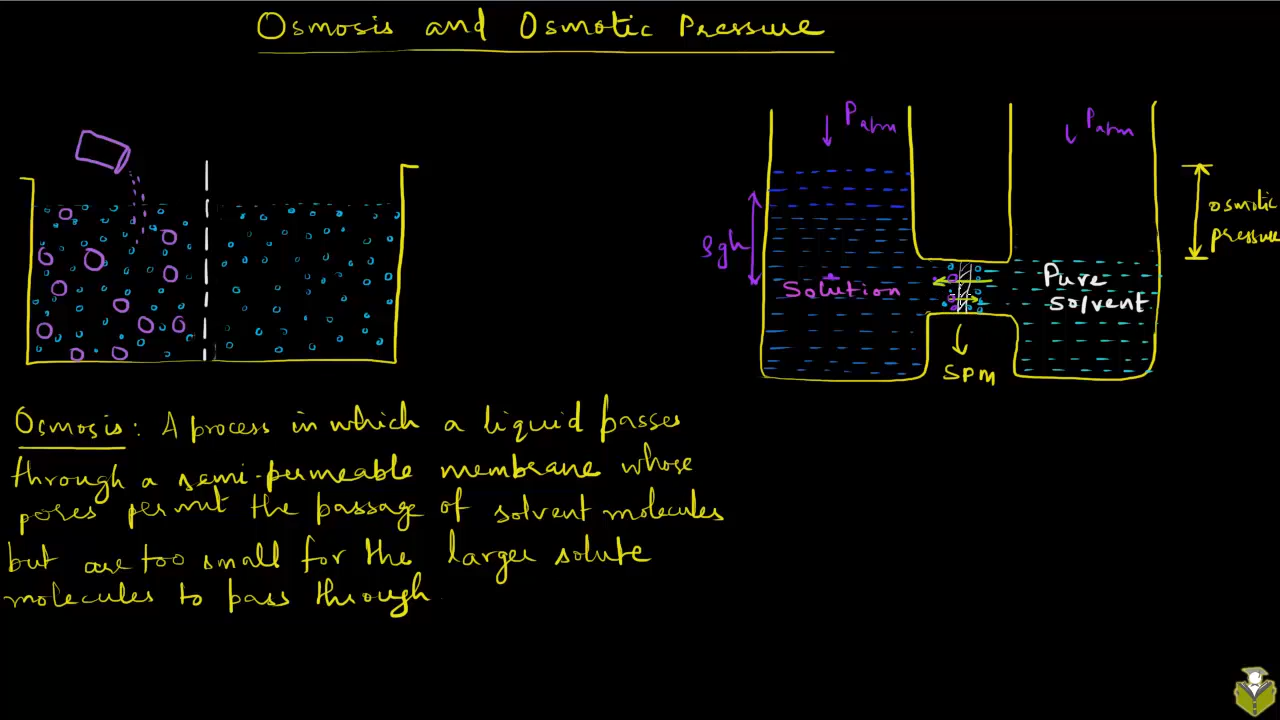 Osmosis and Osmotic Pressure
Patm
Patm
ρgh
osmotic
pressure
Solution
Pure
solvent
SPM
Osmosis: A process in which a liquid passes
through a semi-permeable membrane whose
pores permit the passage of solvent molecules
but are too small for the larger solute
molecules to pass through.